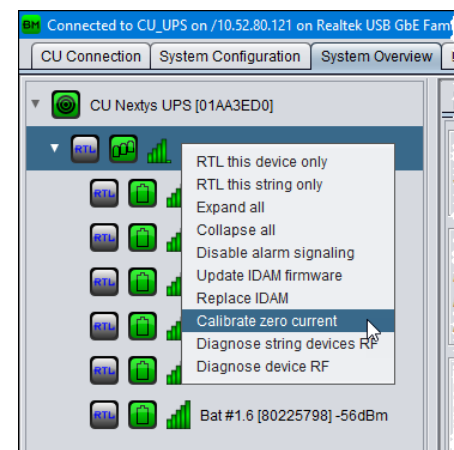 BM Connected to CU_UPS on /10.52.80.121 on Realtek USB GbE Fam
CU Connection System Configuration System Overview
CU Nextys UPS [01AA3ED0]
RTL
RTL this device only
RTL this string only
RTL
Expand all
Collapse all
RTL
Disable alarm signaling
Update IDAM firmware
RTL
Replace IDAM
Calibrate zero current
RTL
Diagnose string devices RF
RTL
Diagnose device RF
RTL Bat #1.6 [80225798] -56dBm